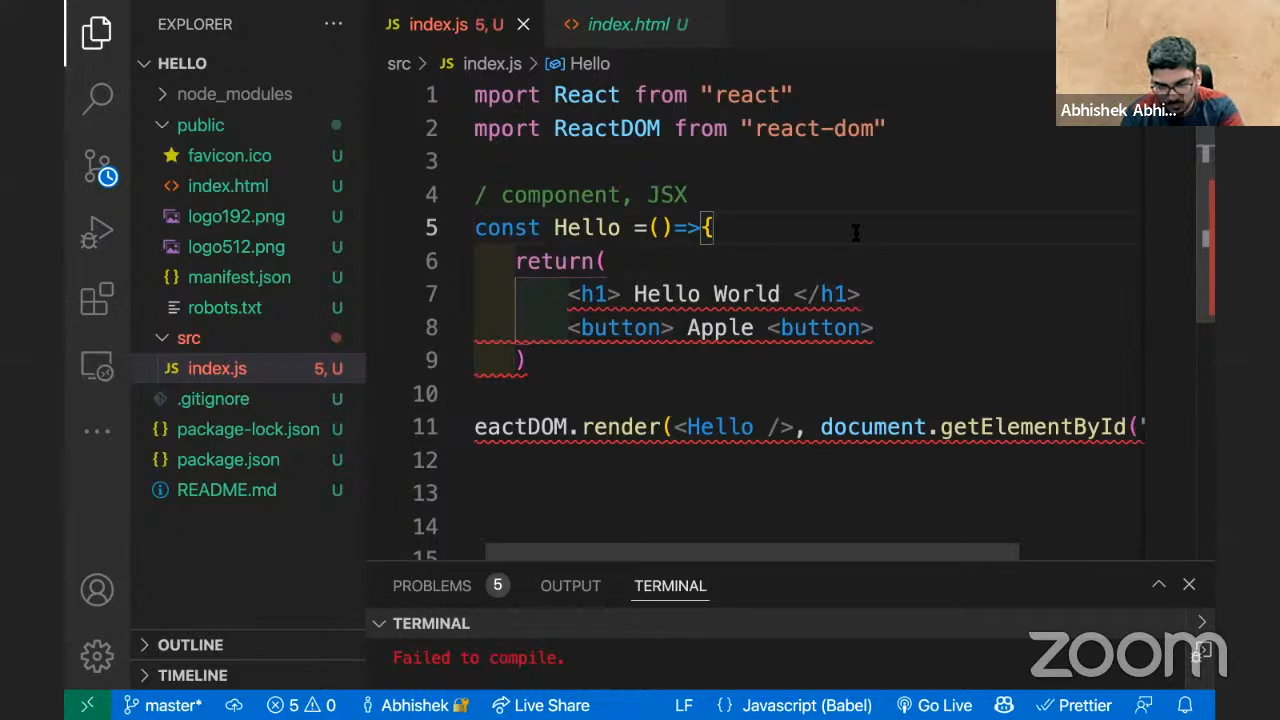 EXPLORER
HELLO
node_modules
public
favicon.ico U
index.html U
logo192.png U
logo512.png U
manifest.json U
robots.txt U
src
JS index.js 5, U
.gitignore U
package-lock.json U
package.json U
README.md U
OUTLINE
TIMELINE
JS index.js 5, U
index.html U
src > JS index.js > Hello
1 mport React from "react"
2 mport ReactDOM from "react-dom"
3
4 / component, JSX
5 const Hello =()=>{
6 return(
7 <h1> Hello World </h1>
8 <button> Apple <button>
9 )
10
11 eactDOM.render(<Hello />, document.getElementById('
12
13
14
15
Abhishek Abhi...
PROBLEMS 5 OUTPUT TERMINAL
TERMINAL
Failed to compile.
zoom
master* 5 0 Abhishek Live Share LF {} Javascript (Babel) Go Live Prettier